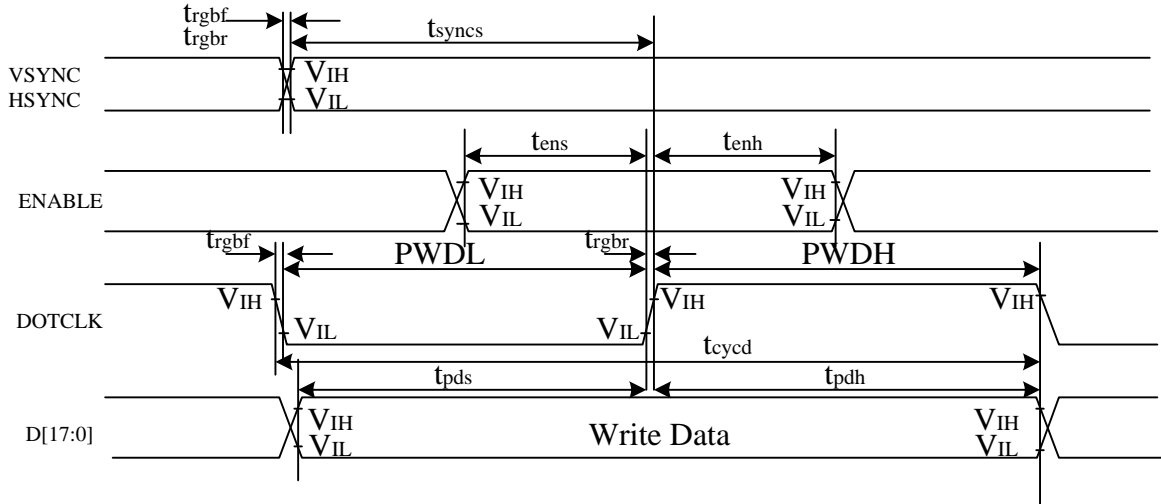 trgbf
trgbr
tsyncs
VSYNC
HSYNC
VIH
VIL
tens
tenh
ENABLE
VIH
VIL
VIH
VIL
trgbf
PWDL
trgbr
PWDH
DOTCLK
VIH
VIL
VIL
VIH
VIH
tcycd
tpds
tpdh
D[17:0]
VIH
VIL
Write Data
VIH
VIL